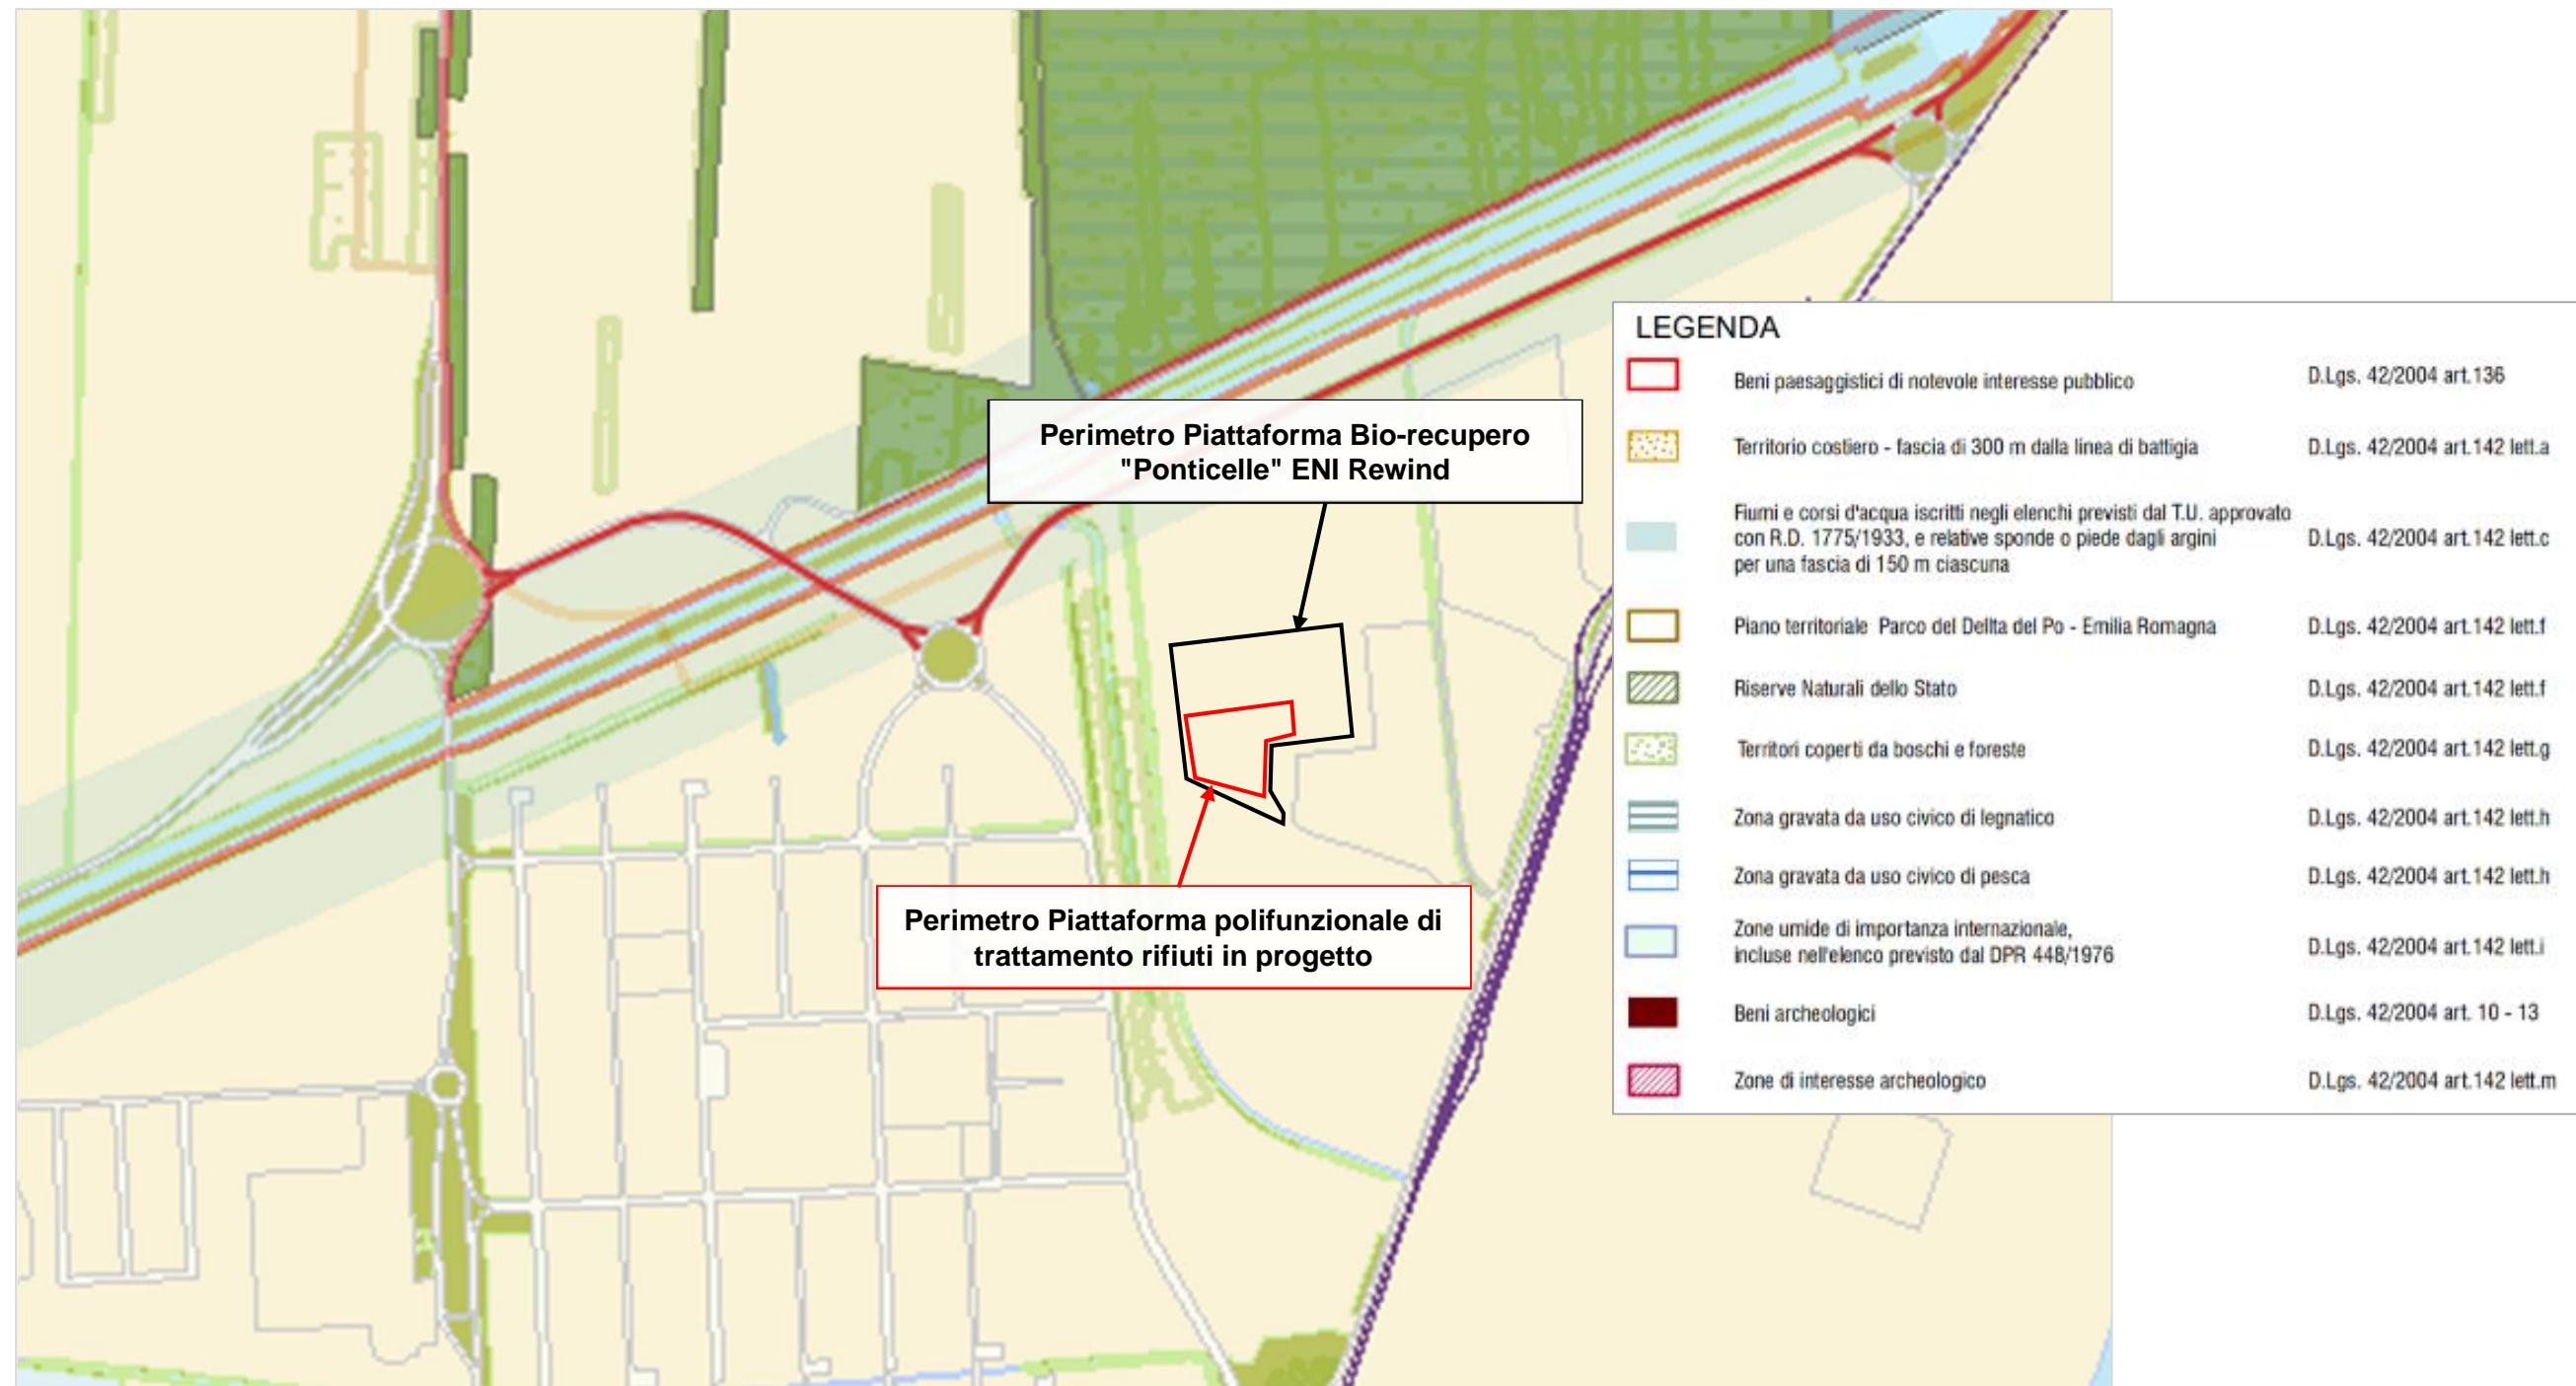 Perimetro Piattaforma Bio-recupero
"Ponticelle" ENI Rewind
Perimetro Piattaforma polifunzionale di
trattamento rifiuti in progetto
LEGENDA
Beni paesaggistici di notevole interesse pubblico D.Lgs. 42/2004 art.136
Territorio costiero - fascia di 300 m dalla linea di battigia D.Lgs. 42/2004 art.142 lett.a
Fiumi e corsi d'acqua iscritti negli elenchi previsti dal T.U. approvato
con R.D. 1775/1933, e relative sponde o piede dagli argini D.Lgs. 42/2004 art.142 lett.c
per una fascia di 150 m ciascuna
Piano territoriale Parco del Dellta del Po - Emilia Romagna D.Lgs. 42/2004 art.142 lett.f
Riserve Naturali dello Stato D.Lgs. 42/2004 art.142 lett.f
Territori coperti da boschi e foreste D.Lgs. 42/2004 art.142 lett.g
Zona gravata da uso civico di legnatico D.Lgs. 42/2004 art.142 lett.h
Zona gravata da uso civico di pesca D.Lgs. 42/2004 art.142 lett.h
Zone umide di importanza internazionale,
incluse nell'elenco previsto dal DPR 448/1976 D.Lgs. 42/2004 art.142 lett.i
Beni archeologici D.Lgs. 42/2004 art. 10 - 13
Zone di interesse archeologico D.Lgs. 42/2004 art.142 lett.m